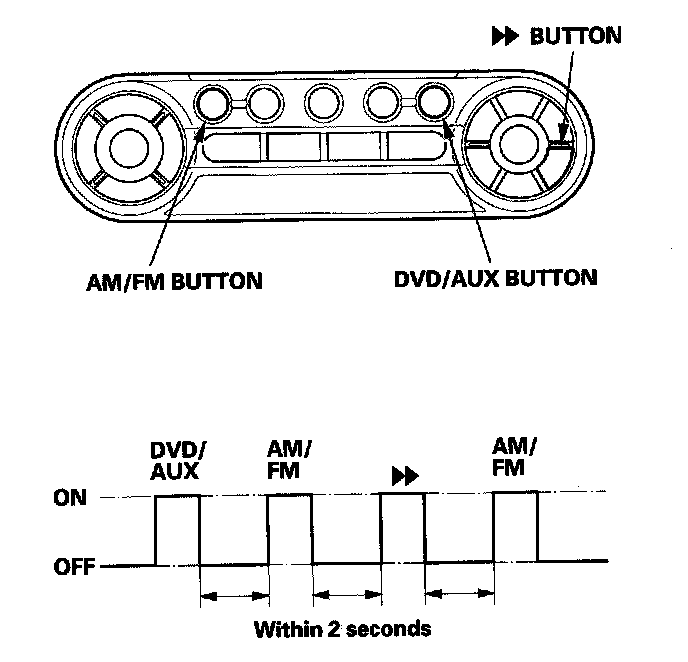 ▶▶ BUTTON
AM/FM BUTTON
DVD/AUX BUTTON
DVD/
AUX
AM/
FM
▶▶
AM/
FM
ON
OFF
Within 2 seconds